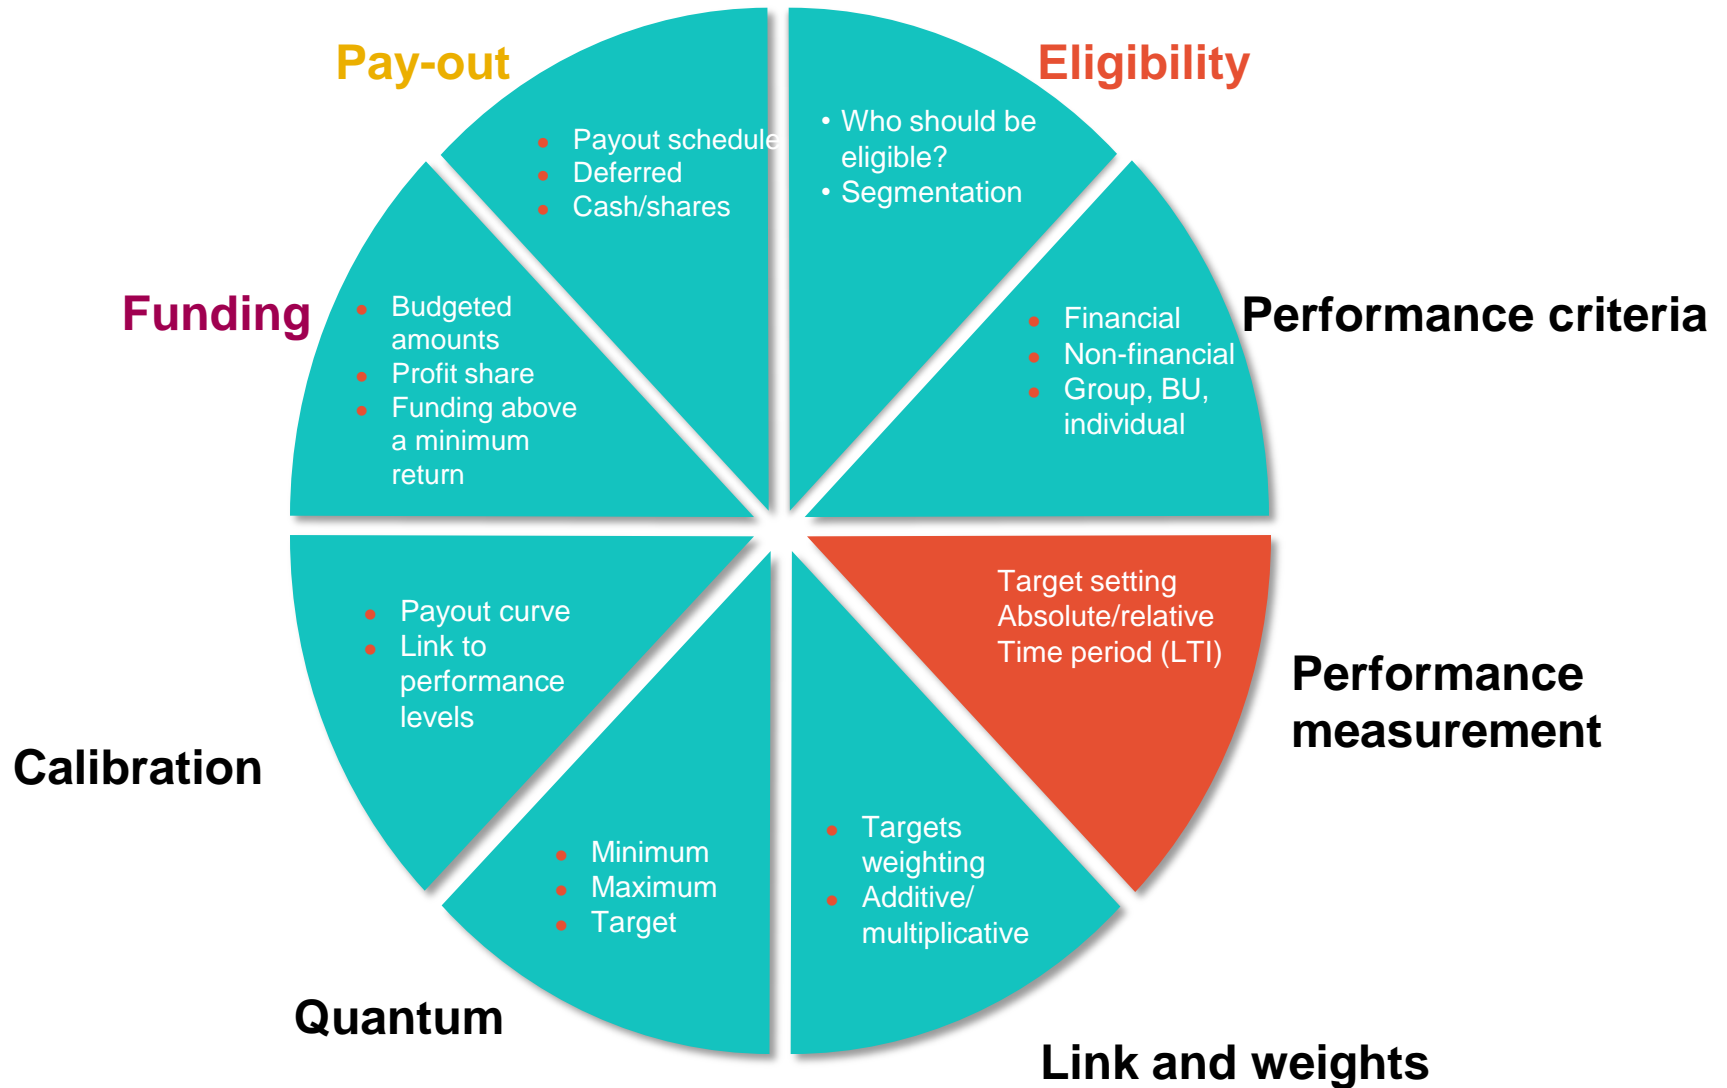 Pay-out
Eligibility
• Payout schedule
• Deferred
• Cash/shares
• Who should be
eligible?
• Segmentation
Funding
• Budgeted
amounts
• Profit share
• Funding above
a minimum
return
• Financial
• Non-financial
• Group, BU,
individual
Performance criteria
Target setting
Absolute/relative
Time period (LTI)
Performance
measurement
• Payout curve
• Link to
performance
levels
Calibration
• Minimum
• Maximum
• Target
Quantum
• Targets
weighting
• Additive/
multiplicative
Link and weights